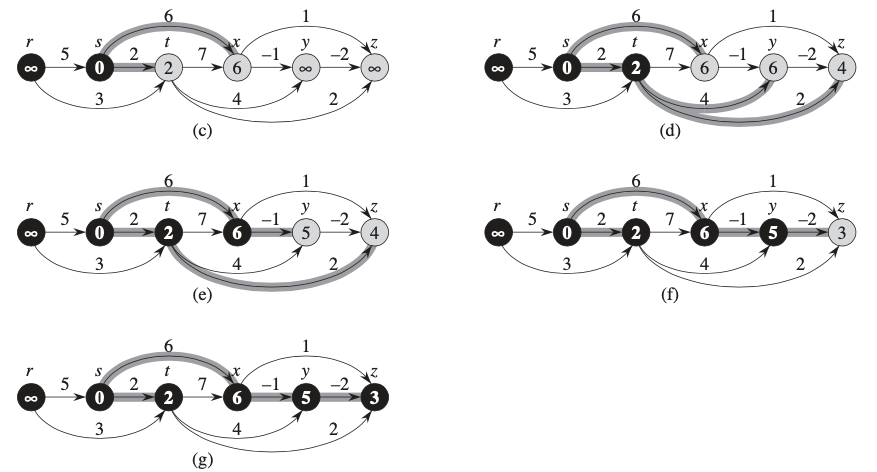 6 1
r s t x y z
∞ 5 0 2 2 7 6 –1 ∞ –2 ∞
3 4 2
(c)
6 1
r s t x y z
∞ 5 0 2 2 7 6 –1 6 –2 4
3 4 2
(d)
6 1
r s t x y z
∞ 5 0 2 2 7 6 –1 5 –2 4
3 4 2
(e)
6 1
r s t x y z
∞ 5 0 2 2 7 6 –1 5 –2 3
3 4 2
(f)
6 1
r s t x y z
∞ 5 0 2 2 7 6 –1 5 –2 3
3 4 2
(g)